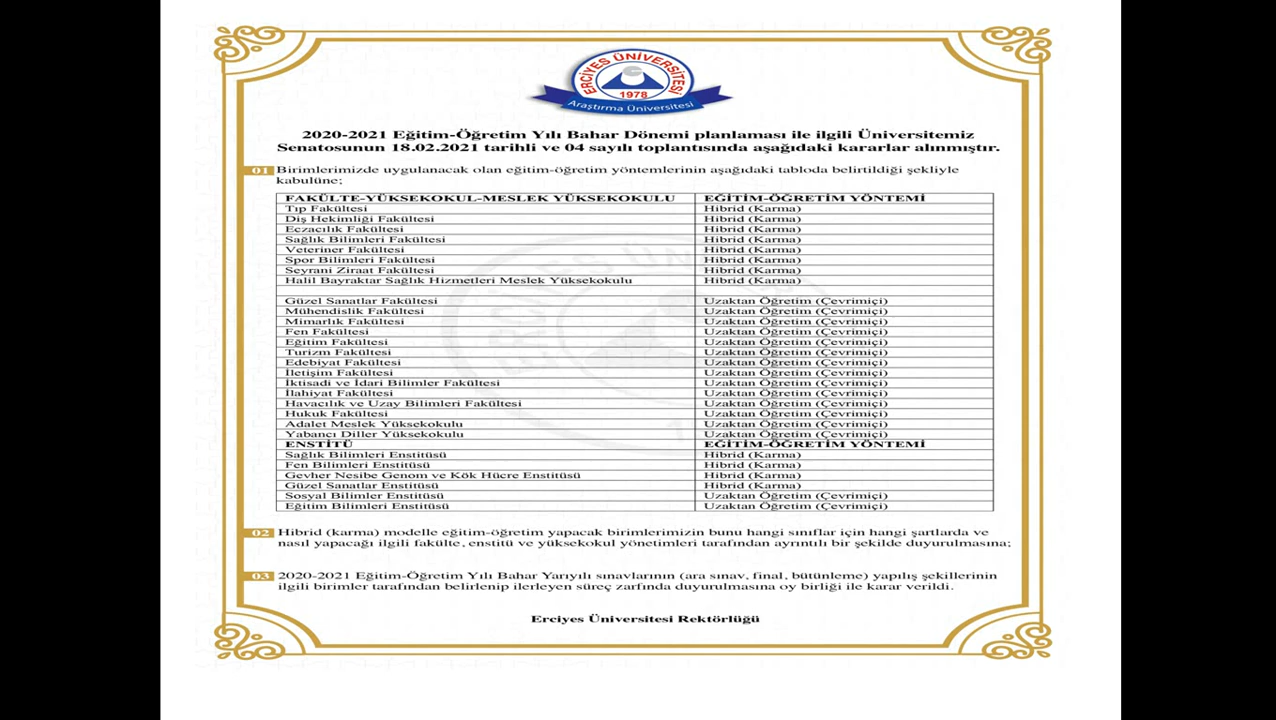 ERCİYES ÜNİVERSİTESİ
1978
Araştırma Üniversitesi
2020-2021 Eğitim-Öğretim Yılı Bahar Dönemi planlaması ile ilgili Üniversitemiz
Senatosunun 18.02.2021 tarihli ve 04 sayılı toplantısında aşağıdaki kararlar alınmıştır.
01 Birimlerimizde uygulanacak olan eğitim-öğretim yöntemlerinin aşağıdaki tabloda belirtildiği şekliyle
kabulüne;
FAKÜLTE-YÜKSEKOKUL-MESLEK YÜKSEKOKULU EĞİTİM-ÖĞRETİM YÖNTEMİ
Tıp Fakültesi Hibrid (Karma)
Diş Hekimliği Fakültesi Hibrid (Karma)
Eczacılık Fakültesi Hibrid (Karma)
Sağlık Bilimleri Fakültesi Hibrid (Karma)
Veteriner Fakültesi Hibrid (Karma)
Spor Bilimleri Fakültesi Hibrid (Karma)
Seyrani Ziraat Fakültesi Hibrid (Karma)
Halil Bayraktar Sağlık Hizmetleri Meslek Yüksekokulu Hibrid (Karma)
Güzel Sanatlar Fakültesi Uzaktan Öğretim (Çevrimiçi)
Mühendislik Fakültesi Uzaktan Öğretim (Çevrimiçi)
Mimarlık Fakültesi Uzaktan Öğretim (Çevrimiçi)
Fen Fakültesi Uzaktan Öğretim (Çevrimiçi)
Eğitim Fakültesi Uzaktan Öğretim (Çevrimiçi)
Turizm Fakültesi Uzaktan Öğretim (Çevrimiçi)
Edebiyat Fakültesi Uzaktan Öğretim (Çevrimiçi)
İletişim Fakültesi Uzaktan Öğretim (Çevrimiçi)
İktisadi ve İdari Bilimler Fakültesi Uzaktan Öğretim (Çevrimiçi)
İlahiyat Fakültesi Uzaktan Öğretim (Çevrimiçi)
Havacılık ve Uzay Bilimleri Fakültesi Uzaktan Öğretim (Çevrimiçi)
Hukuk Fakültesi Uzaktan Öğretim (Çevrimiçi)
Adalet Meslek Yüksekokulu Uzaktan Öğretim (Çevrimiçi)
Yabancı Diller Yüksekokulu Uzaktan Öğretim (Çevrimiçi)
ENSTİTÜ EĞİTİM-ÖĞRETİM YÖNTEMİ
Sağlık Bilimleri Enstitüsü Hibrid (Karma)
Fen Bilimleri Enstitüsü Hibrid (Karma)
Gevher Nesibe Genom ve Kök Hücre Enstitüsü Hibrid (Karma)
Güzel Sanatlar Enstitüsü Hibrid (Karma)
Sosyal Bilimler Enstitüsü Uzaktan Öğretim (Çevrimiçi)
Eğitim Bilimleri Enstitüsü Uzaktan Öğretim (Çevrimiçi)
02 Hibrid (karma) modelle eğitim-öğretim yapacak birimlerimizin bunu hangi sınıflar için hangi şartlarda ve
nasıl yapacağı ilgili fakülte, enstitü ve yüksekokul yönetimleri tarafından ayrıntılı bir şekilde duyurulmasına;
03 2020-2021 Eğitim-Öğretim Yılı Bahar Yarıyılı sınavlarının (ara sınav, final, bütünleme) yapılış şekillerinin
ilgili birimler tarafından belirlenip ilerleyen süreç zarfında duyurulmasına oy birliği ile karar verildi.
Erciyes Üniversitesi Rektörlüğü